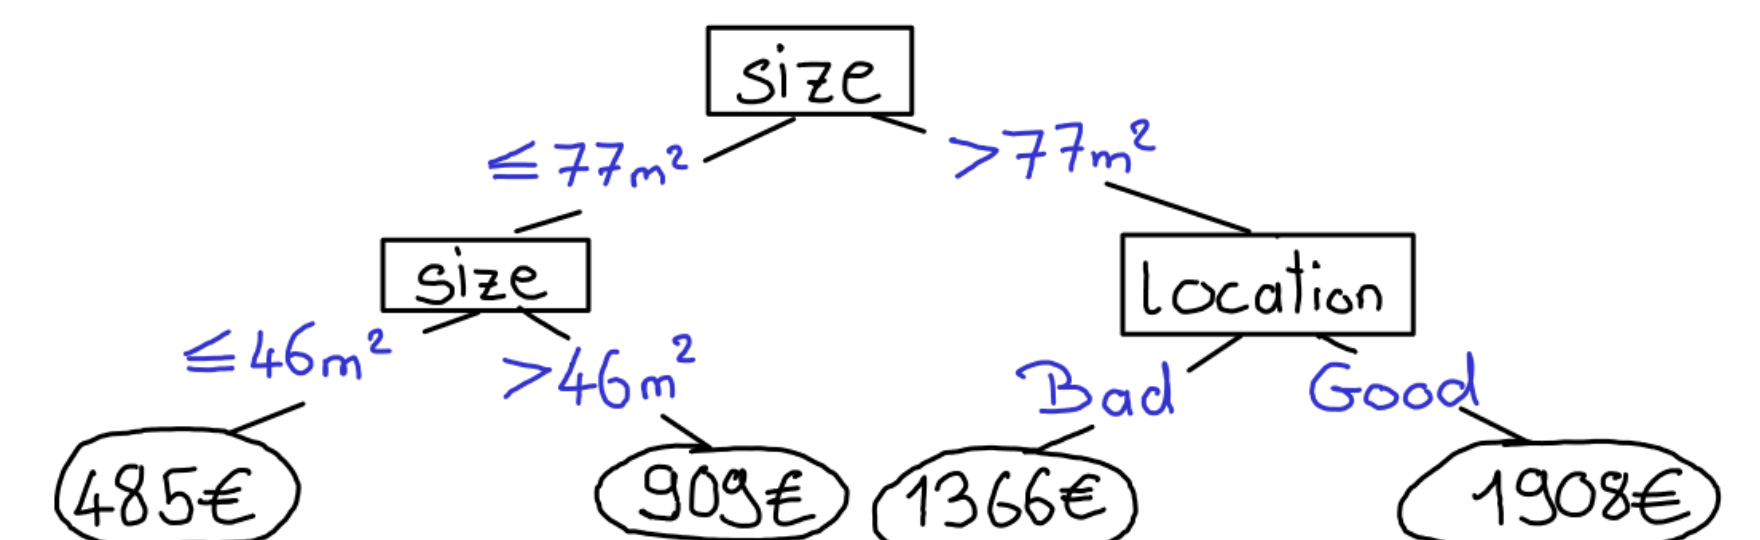 size
≤77m² >77m²
size location
≤46m² >46m² Bad Good
485€ 909€ 1366€ 1908€